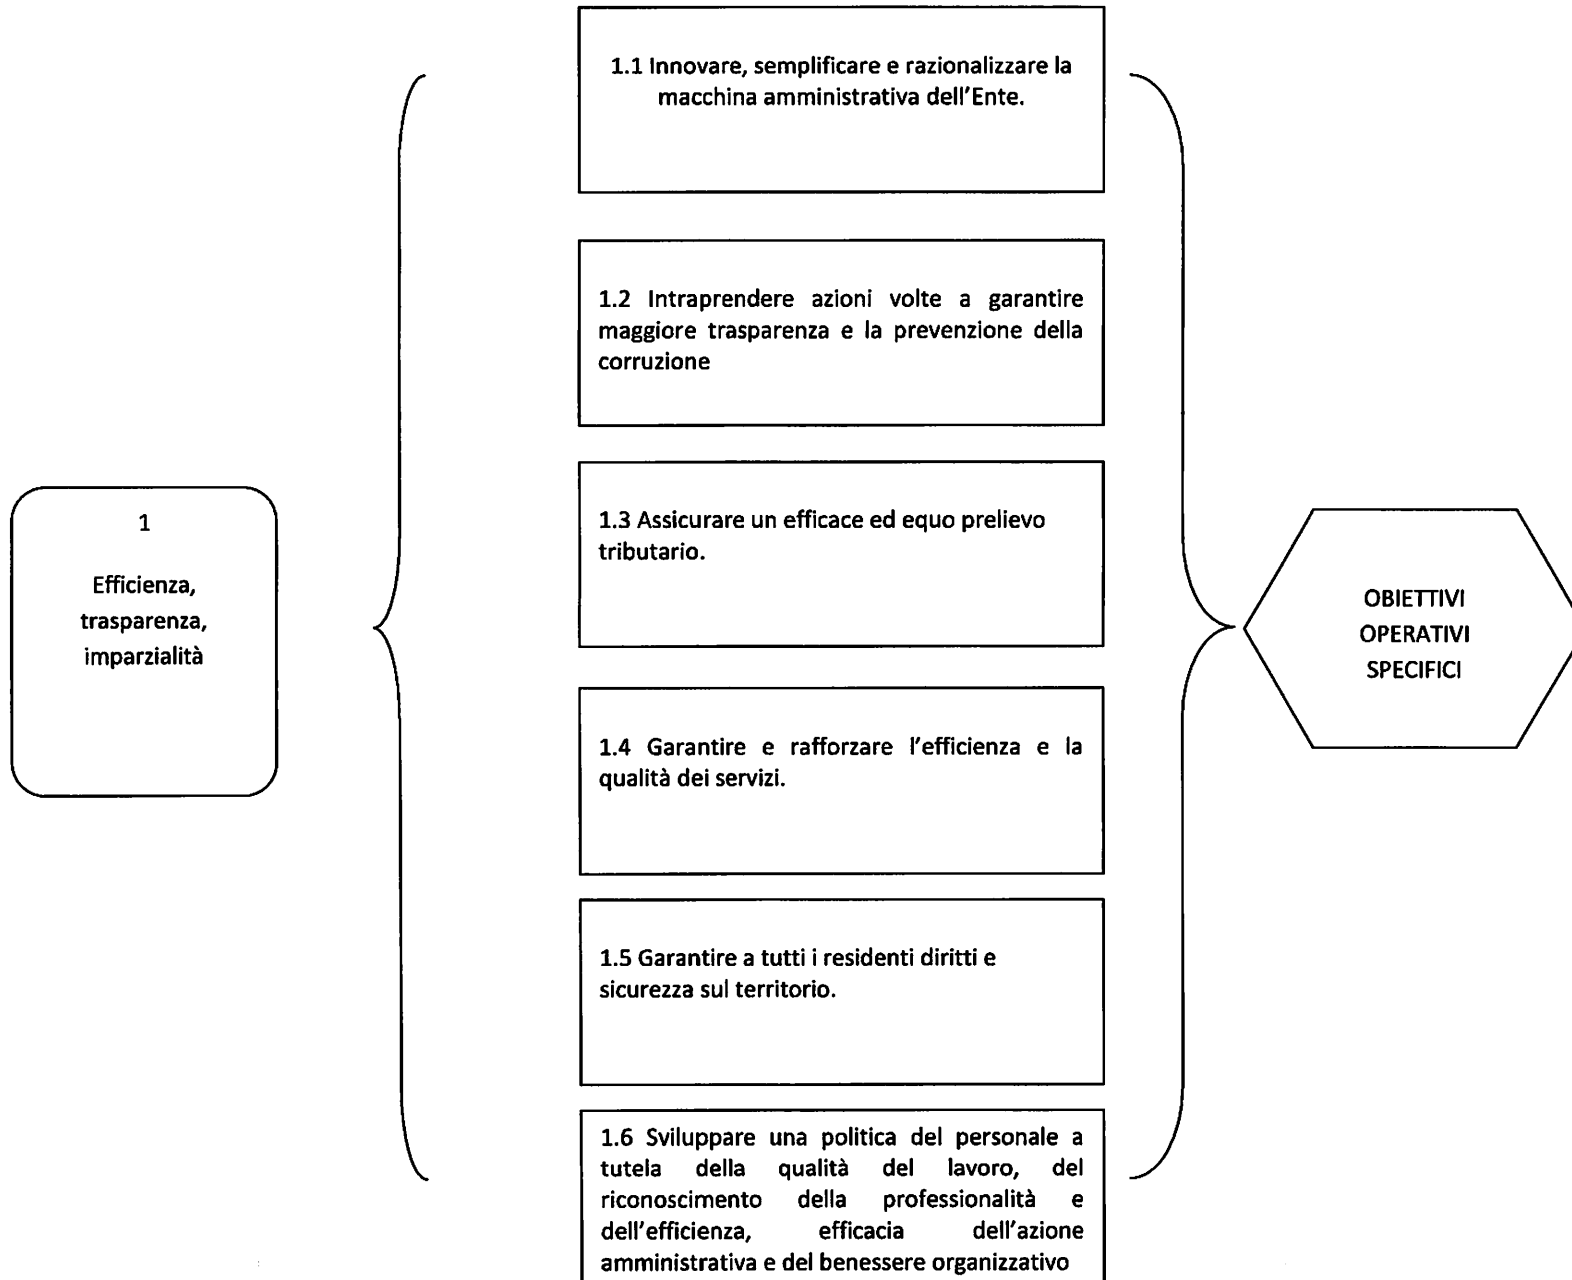 1
Efficienza,
trasparenza,
imparzialità
1.1 Innovare, semplificare e razionalizzare la
macchina amministrativa dell'Ente.
1.2 Intraprendere azioni volte a garantire
maggiore trasparenza e la prevenzione della
corruzione
1.3 Assicurare un efficace ed equo prelievo
tributario.
1.4 Garantire e rafforzare l'efficienza e la
qualità dei servizi.
1.5 Garantire a tutti i residenti diritti e
sicurezza sul territorio.
1.6 Sviluppare una politica del personale a
tutela della qualità del lavoro, del
riconoscimento della professionalità e
dell'efficienza, efficacia dell'azione
amministrativa e del benessere organizzativo
OBIETTIVI
OPERATIVI
SPECIFICI